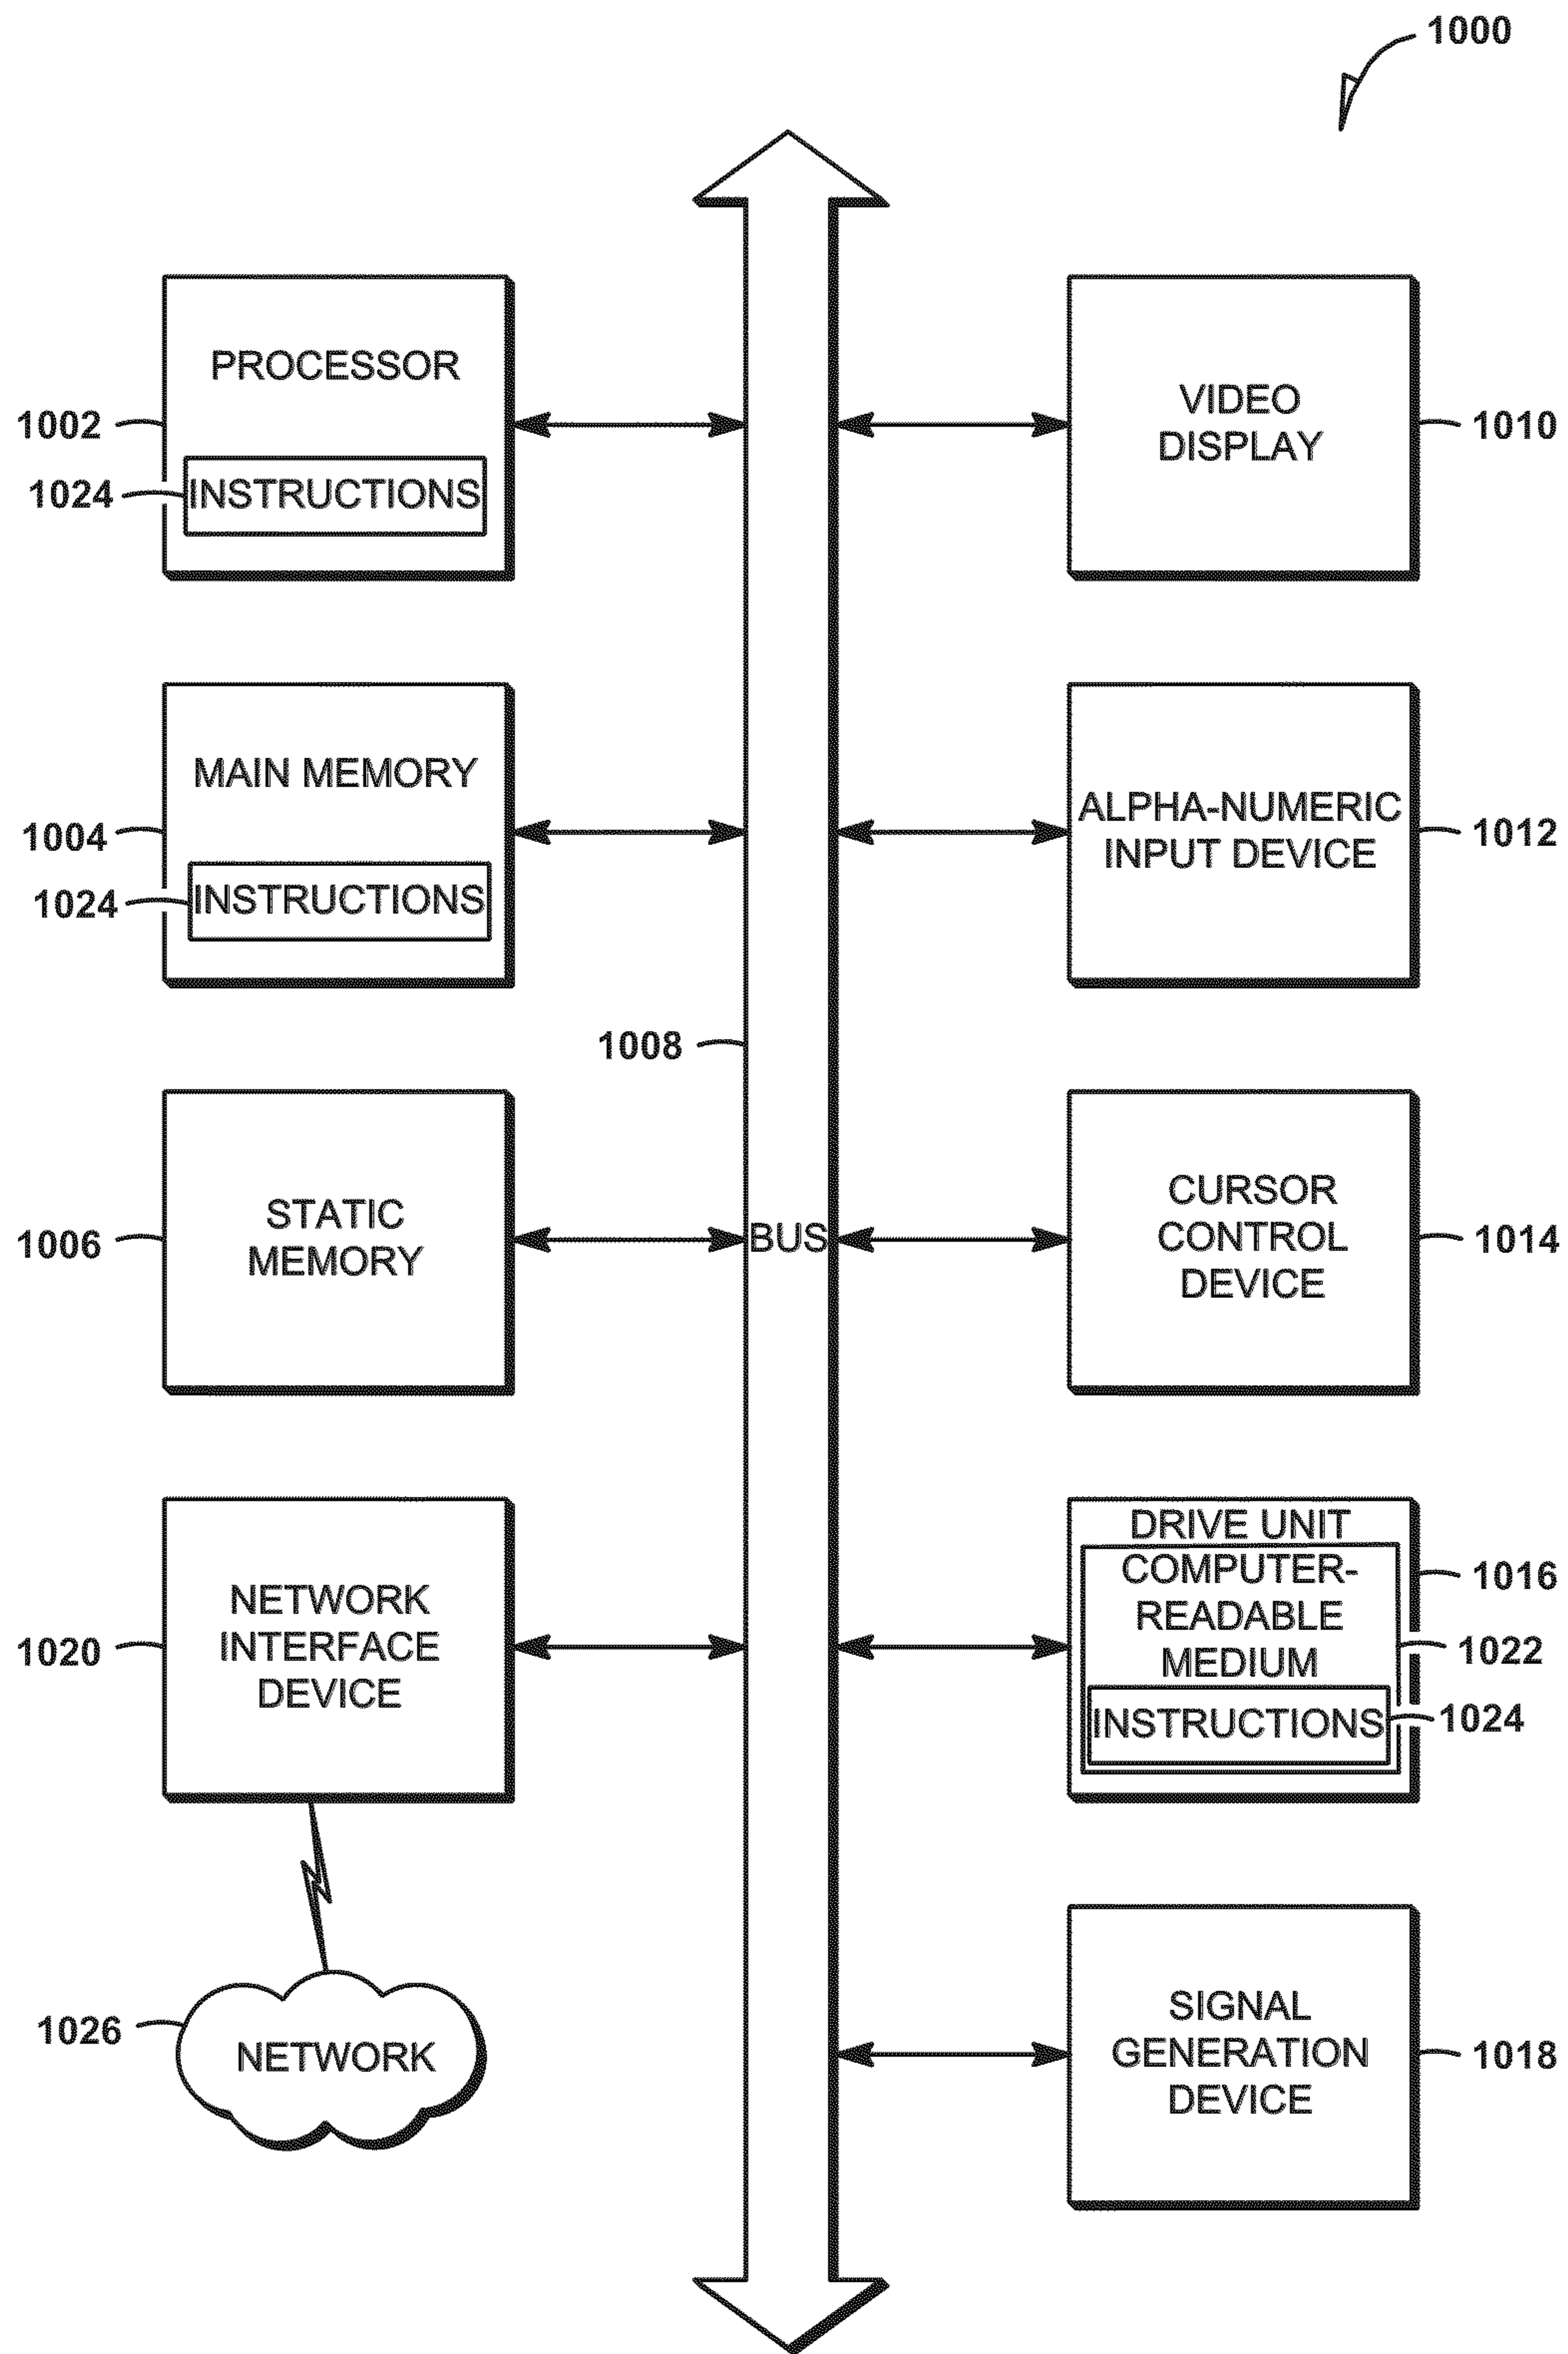 1000
PROCESSOR
1002
1024
INSTRUCTIONS
VIDEO
DISPLAY
1010
MAIN MEMORY
1004
1024
INSTRUCTIONS
ALPHA-NUMERIC
INPUT DEVICE
1012
1008
STATIC
MEMORY
1006
BUS
CURSOR
CONTROL
DEVICE
1014
NETWORK
INTERFACE
DEVICE
1020
DRIVE UNIT
COMPUTER-
READABLE
MEDIUM
1016
1022
INSTRUCTIONS
1024
1026
NETWORK
SIGNAL
GENERATION
DEVICE
1018